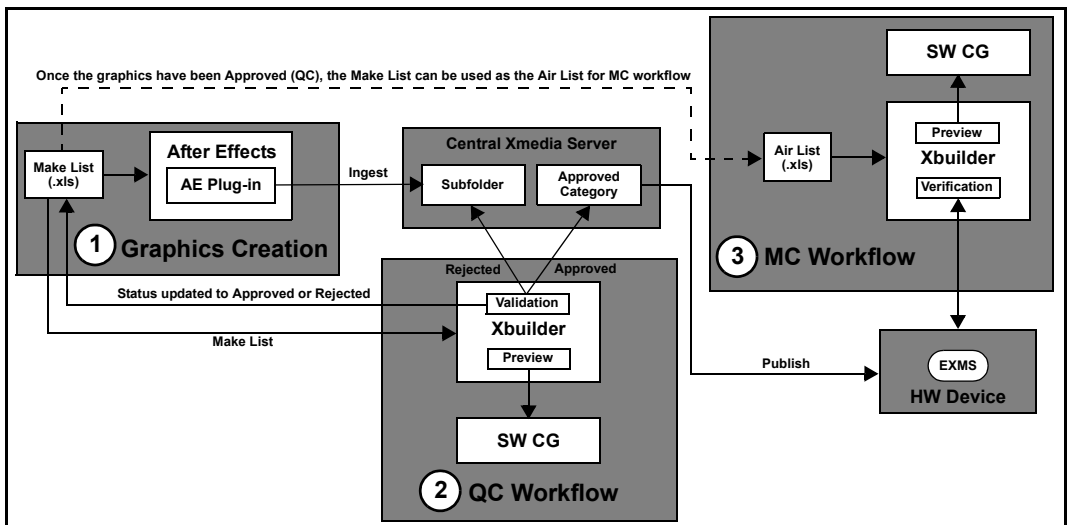 Once the graphics have been Approved (QC), the Make List can be used as the Air List for MC workflow
Make List
(.xls)
After Effects
AE Plug-in
1 Graphics Creation
Ingest
Central Xmedia Server
Subfolder
Approved
Category
Rejected
Approved
Status updated to Approved or Rejected
Make List
Validation
Xbuilder
Preview
SW CG
2 QC Workflow
SW CG
Air List
(.xls)
Preview
Xbuilder
Verification
3 MC Workflow
Publish
EXMS
HW Device